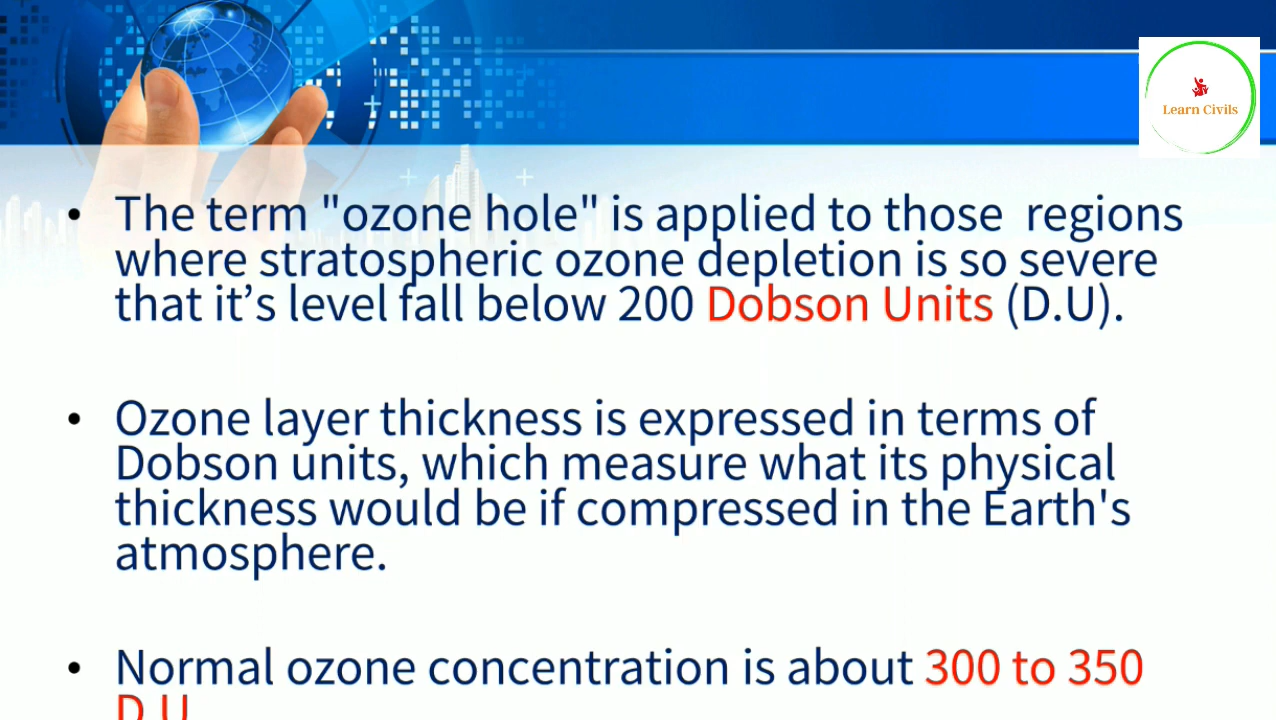 Learn Civils
• The term "ozone hole" is applied to those regions
where stratospheric ozone depletion is so severe
that it’s level fall below 200 Dobson Units (D.U).
• Ozone layer thickness is expressed in terms of
Dobson units, which measure what its physical
thickness would be if compressed in the Earth's
atmosphere.
• Normal ozone concentration is about 300 to 350
D.U